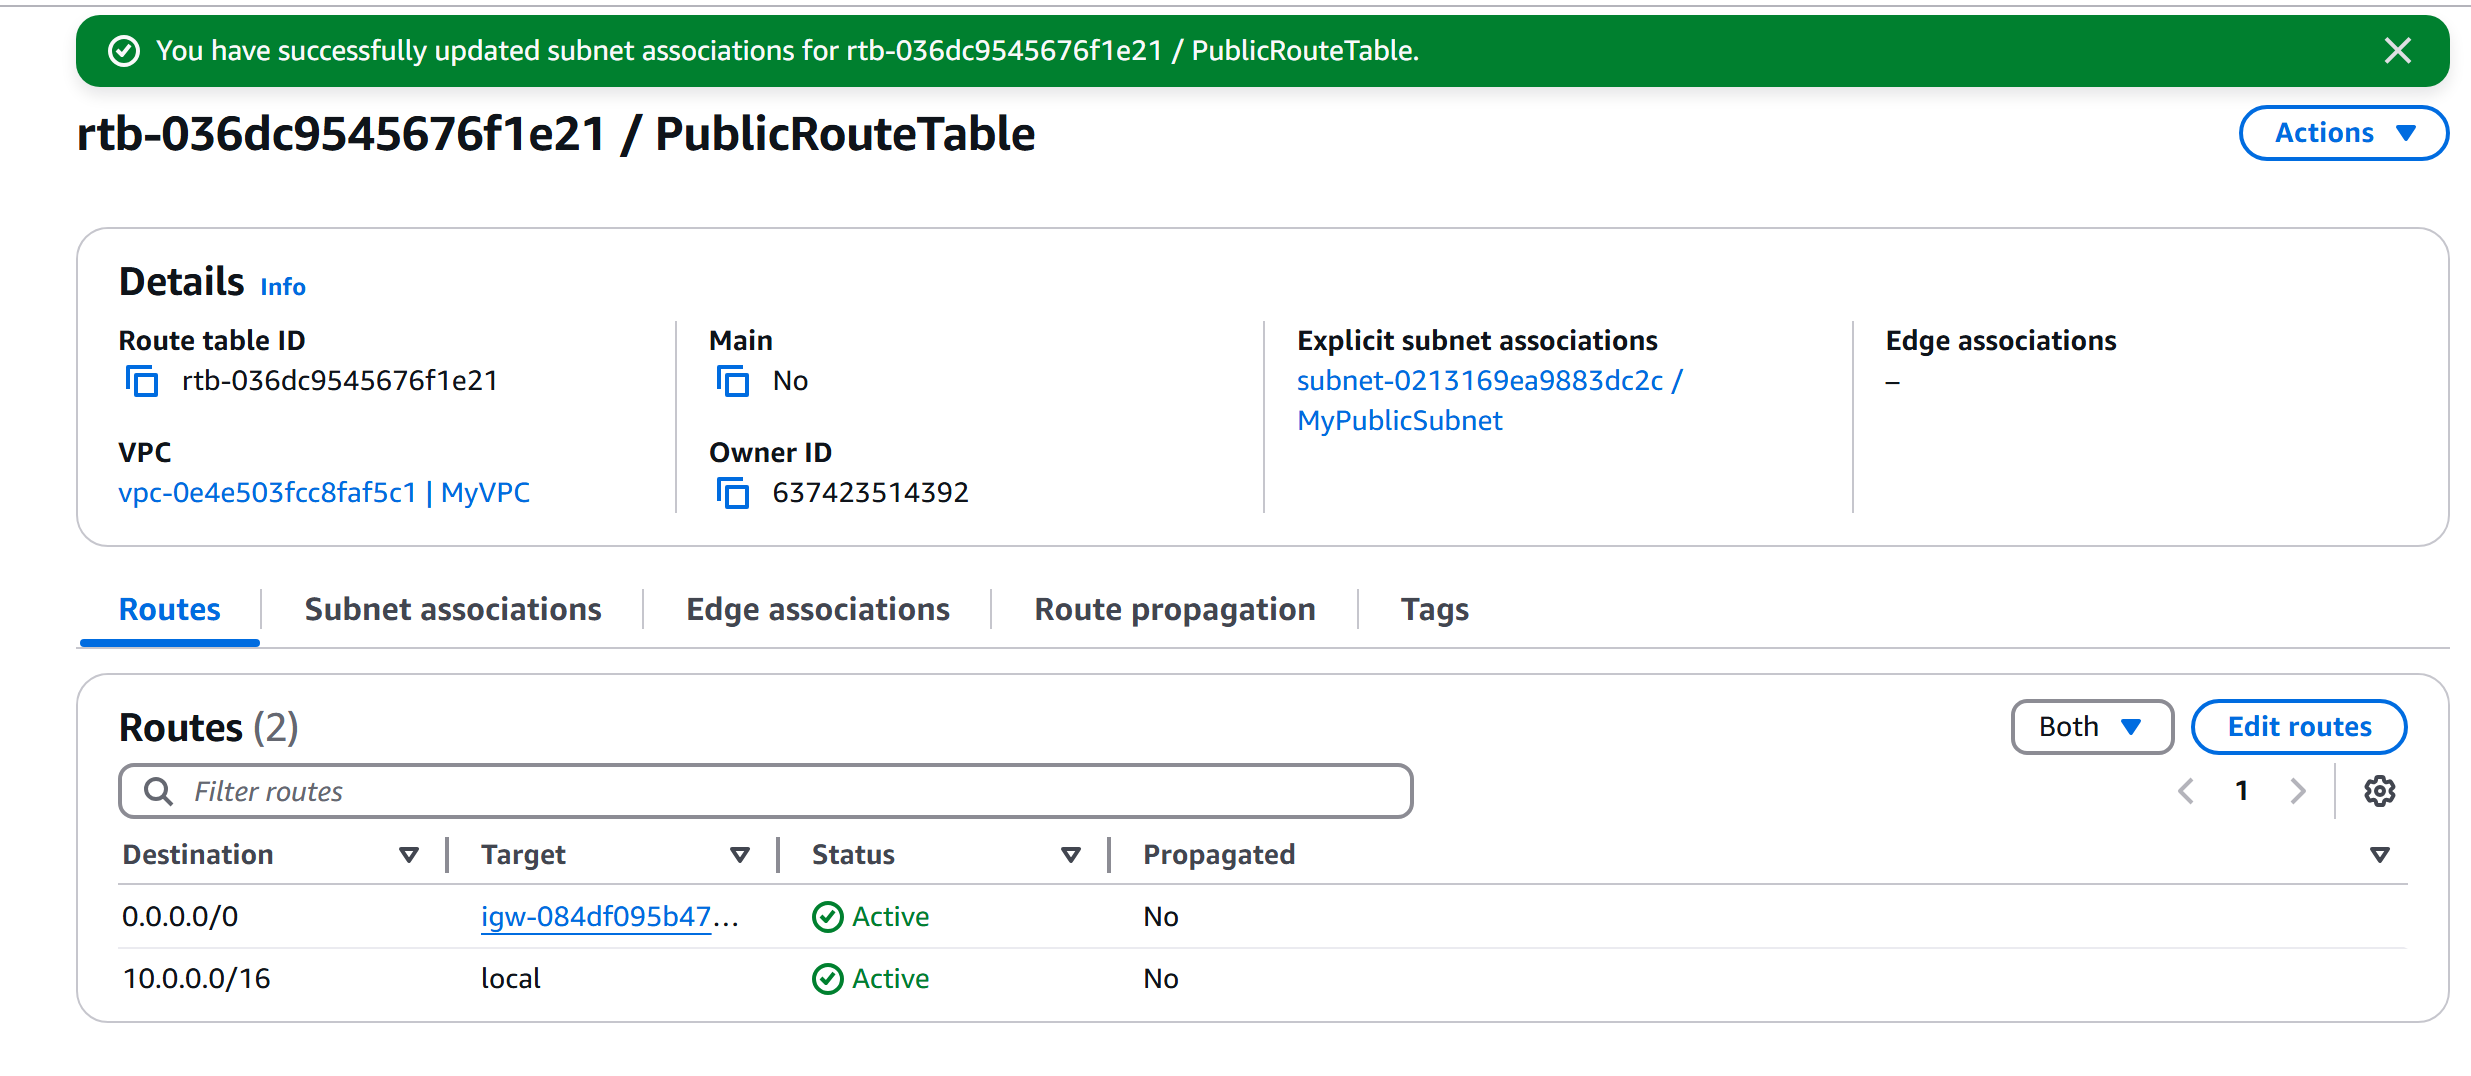 You have successfully updated subnet associations for rtb-036dc9545676f1e21 / PublicRouteTable.
rtb-036dc9545676f1e21 / PublicRouteTable
Actions
Details Info
Route table ID
rtb-036dc9545676f1e21
Main
No
Explicit subnet associations
subnet-0213169ea9883dc2c /
MyPublicSubnet
Edge associations
–
VPC
vpc-0e4e503fcc8faf5c1 | MyVPC
Owner ID
637423514392
Routes
Subnet associations
Edge associations
Route propagation
Tags
Routes (2)
Both
Edit routes
Filter routes
1
Destination Target Status Propagated
0.0.0.0/0 igw-084df095b47... Active No
10.0.0.0/16 local Active No